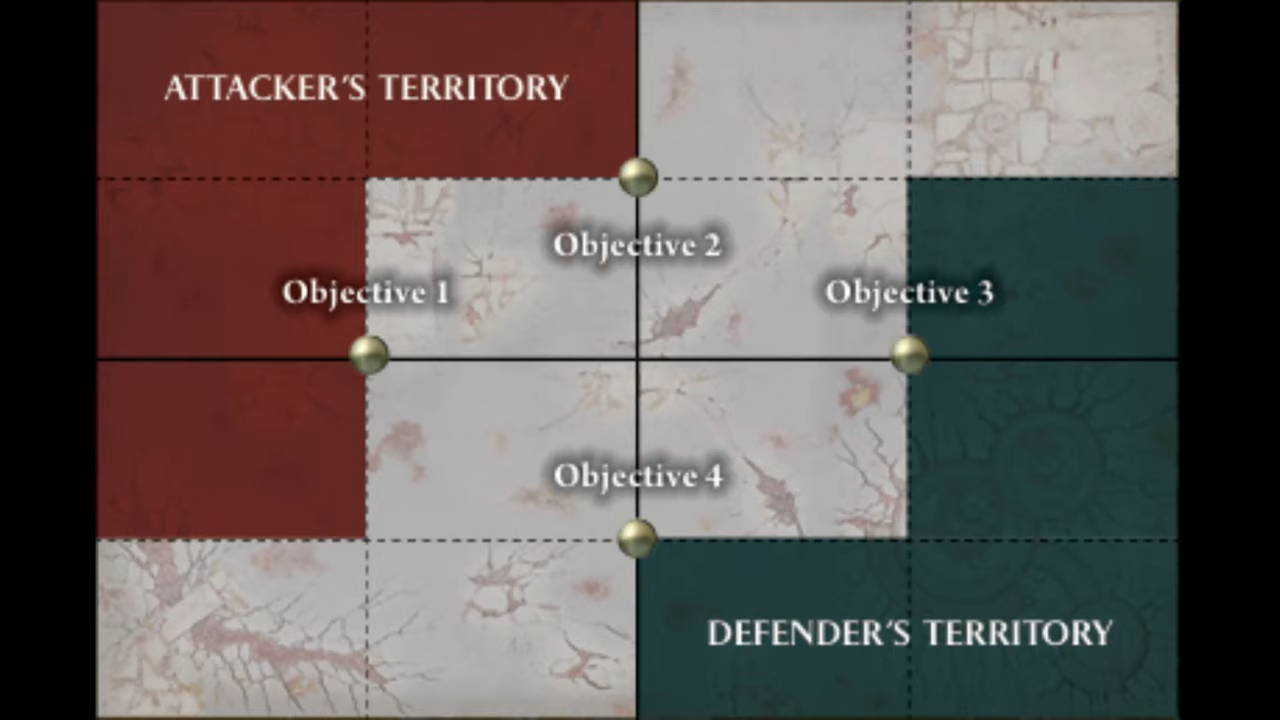 ATTACKER'S TERRITORY
Objective 2
Objective 1
Objective 3
Objective 4
DEFENDER'S TERRITORY